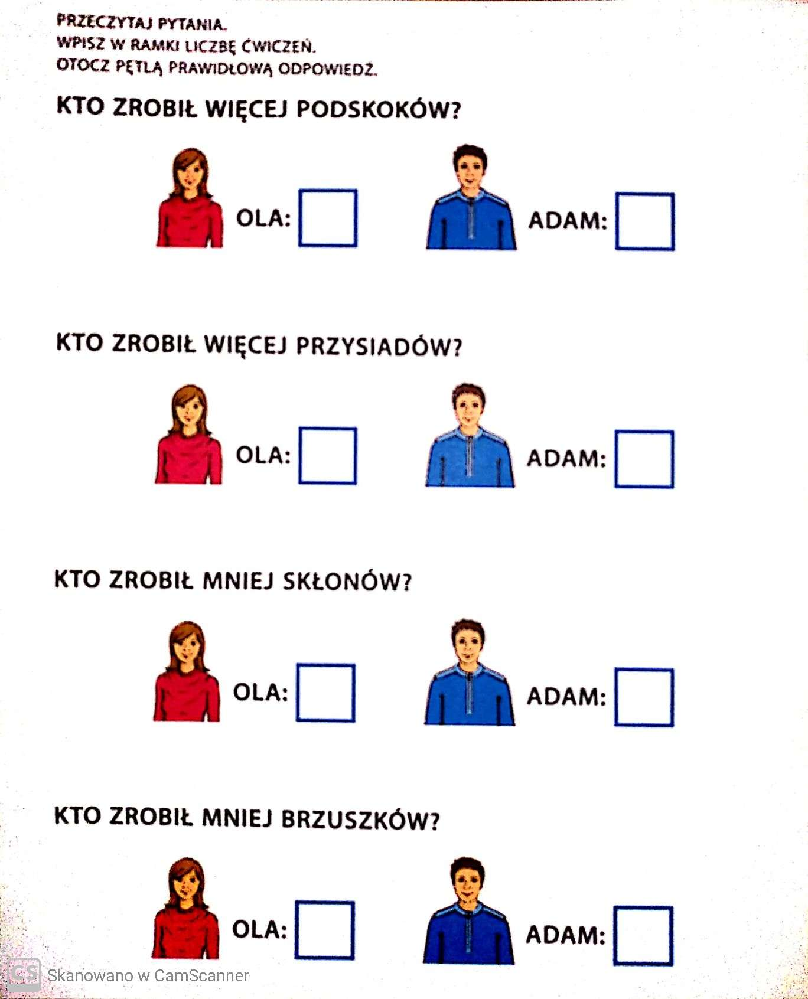 PRZECZYTAJ PYTANIA.
WPISZ W RAMKI LICZBĘ ĆWICZEŃ.
OTOCZ PĘTLĄ PRAWIDŁOWĄ ODPOWIEDŹ.
KTO ZROBIŁ WIĘCEJ PODSKOKÓW?
OLA: ADAM:
KTO ZROBIŁ WIĘCEJ PRZYSIADÓW?
OLA: ADAM:
KTO ZROBIŁ MNIEJ SKŁONÓW?
OLA: ADAM:
KTO ZROBIŁ MNIEJ BRZUSZKÓW?
OLA: ADAM:
CS Skanowano w CamScanner